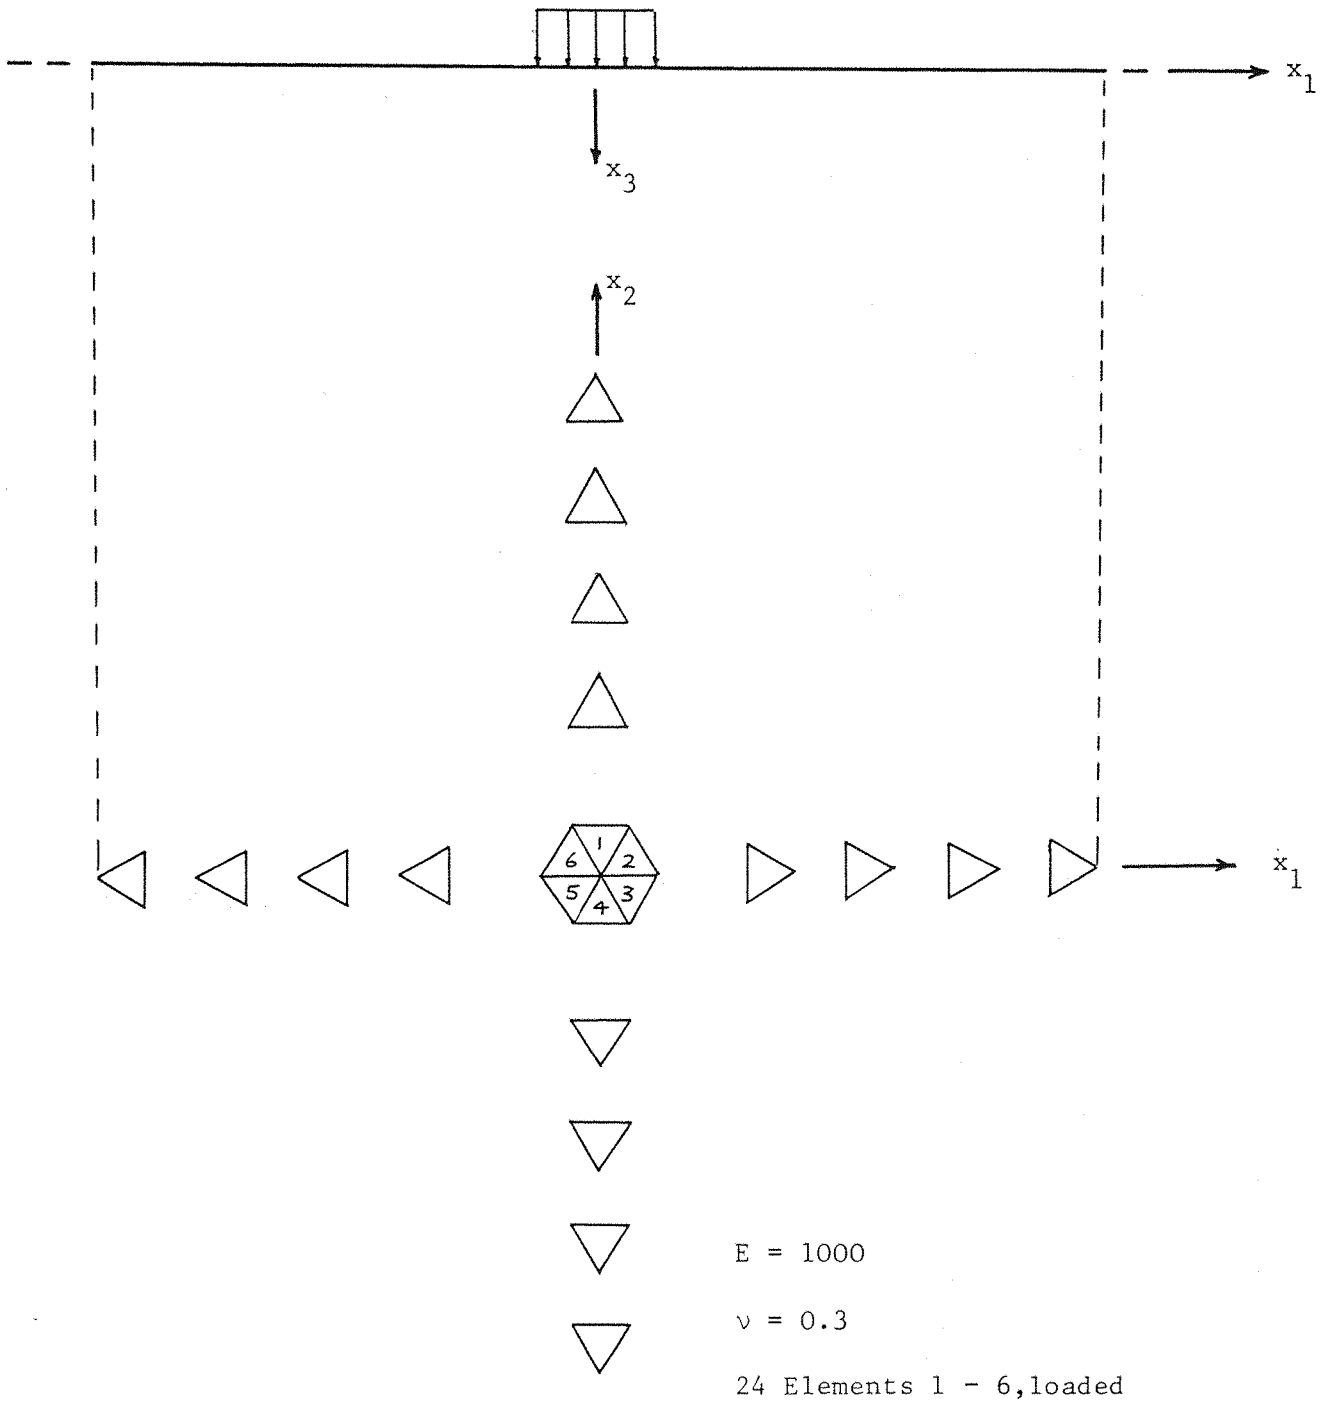 x1
x3
x2
1
6 2
5 3
4
x1
E = 1000
ν = 0.3
24 Elements 1 - 6,loaded